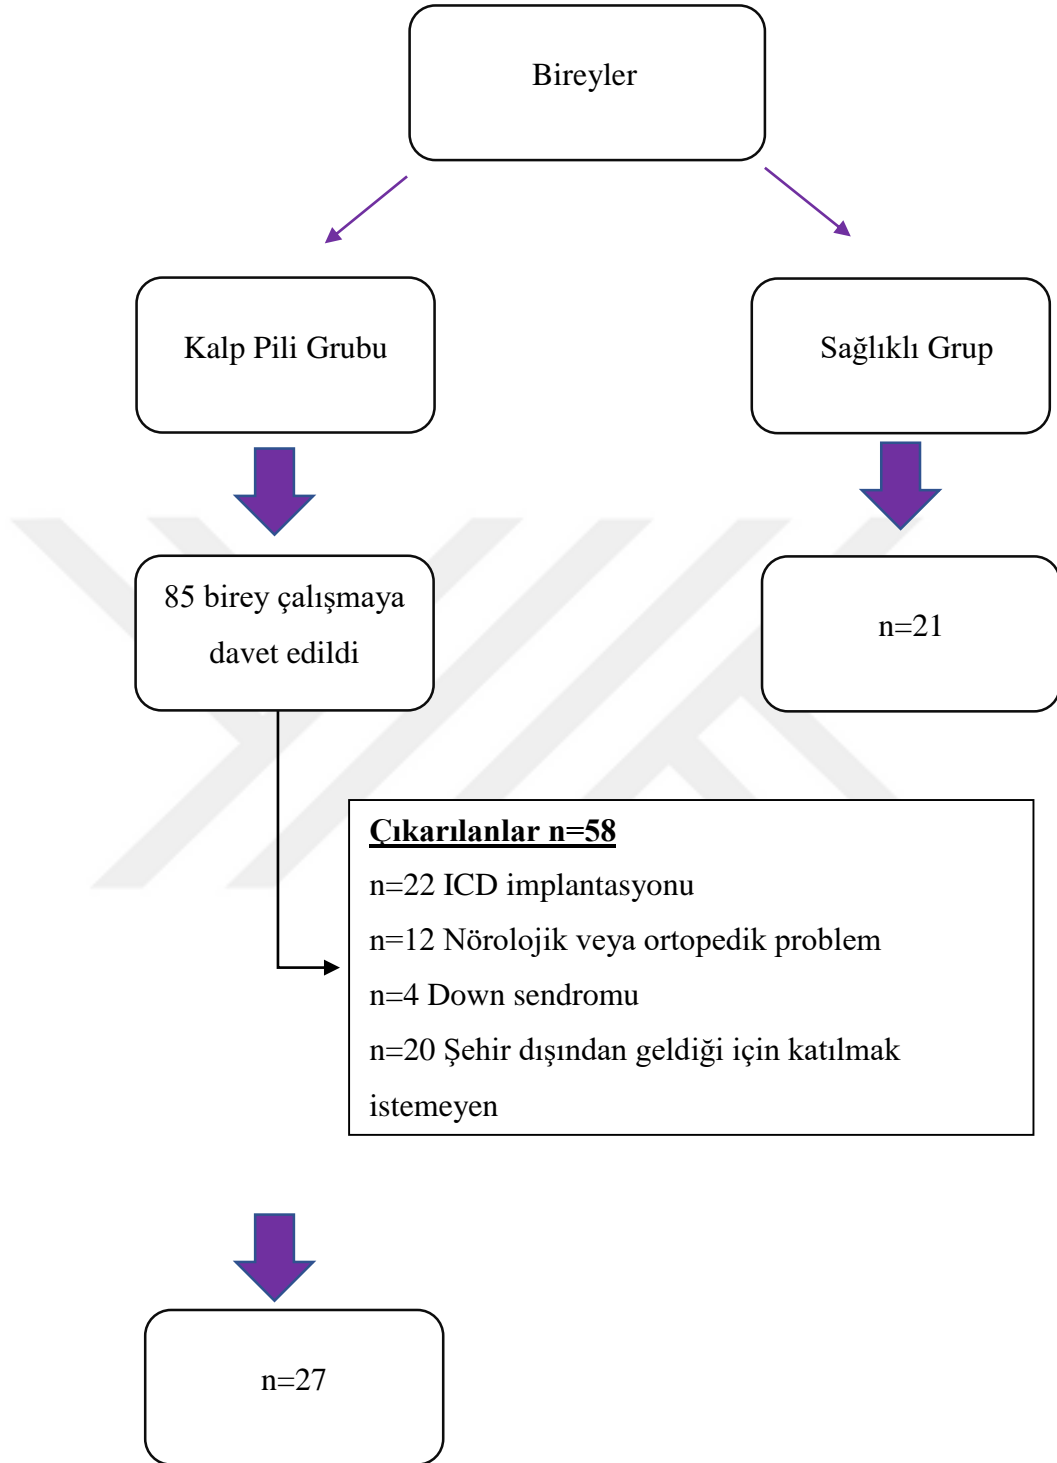 Bireyler
Kalp Pili Grubu
Sağlıklı Grup
85 birey çalışmaya
davet edildi
n=21
Çıkarılanlar n=58
n=22 ICD implantasyonu
n=12 Nörolojik veya ortopedik problem
n=4 Down sendromu
n=20 Şehir dışından geldiği için katılmak
istemeyen
n=27